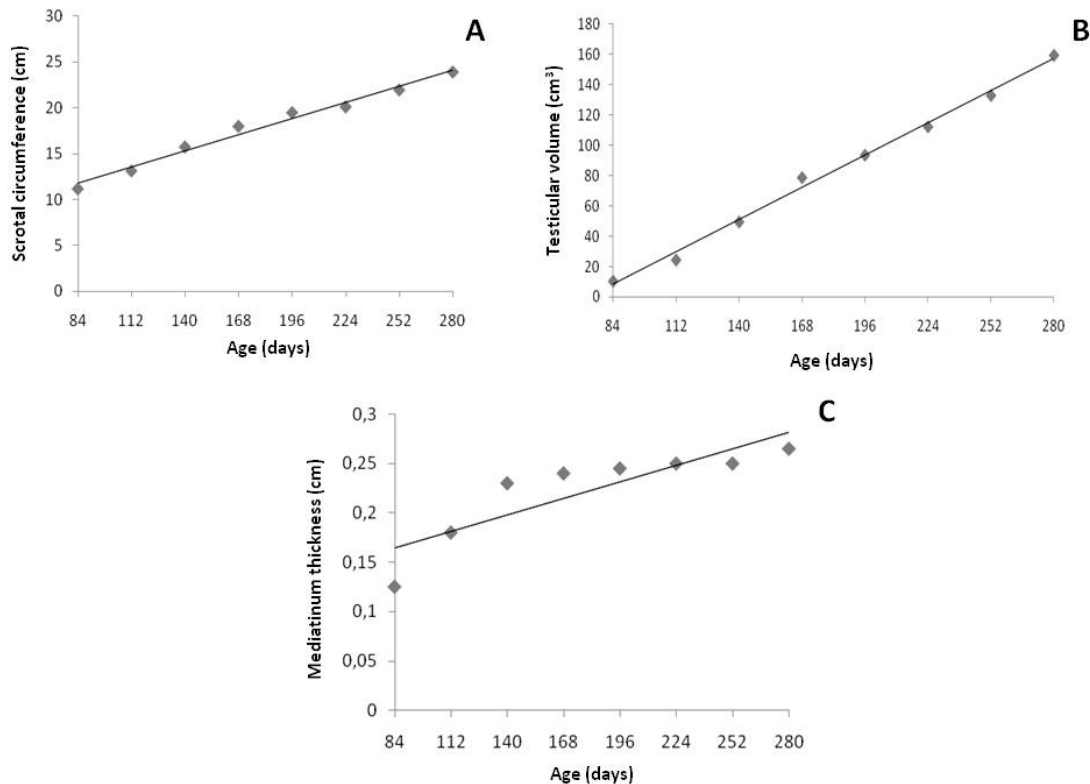 A
Scrotal circumference (cm)
30
25
20
15
10
5
0
84 112 140 168 196 224 252 280
Age (days)
B
Testicular volume (cm³)
180
160
140
120
100
80
60
40
20
0
84 112 140 168 196 224 252 280
Age (days)
C
Mediatinum thickness (cm)
0,3
0,25
0,2
0,15
0,1
0,05
0
84 112 140 168 196 224 252 280
Age (days)